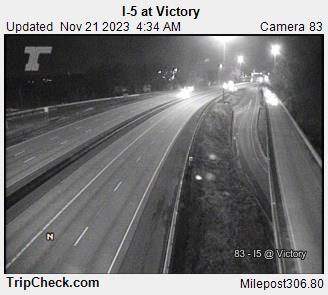 I-5 at Victory
Updated Nov 21 2023 4:34 AM Camera 83
T
N
83 - I5 @ Victory
TripCheck.com Milepost306.80